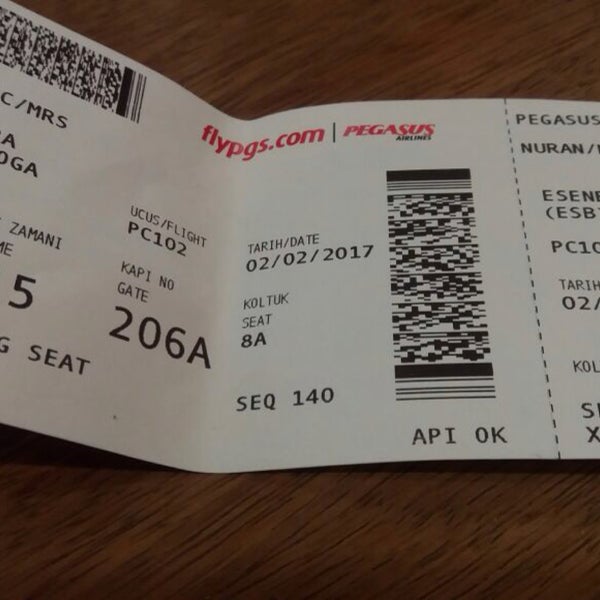 C/MRS
A
OGA
ZAMANI
ME
5
G SEAT
UCUS/FLIGHT
PC102
KAPI NO
GATE
206A
flypgs.com | PEGASUS
AIRLINES
TARIH/DATE
02/02/2017
KOLTUK
SEAT
8A
SEQ 140
API OK
PEGASUS
NURAN/
ESENB
(ESB
PC10
TARIH
02/
KOL
S
X